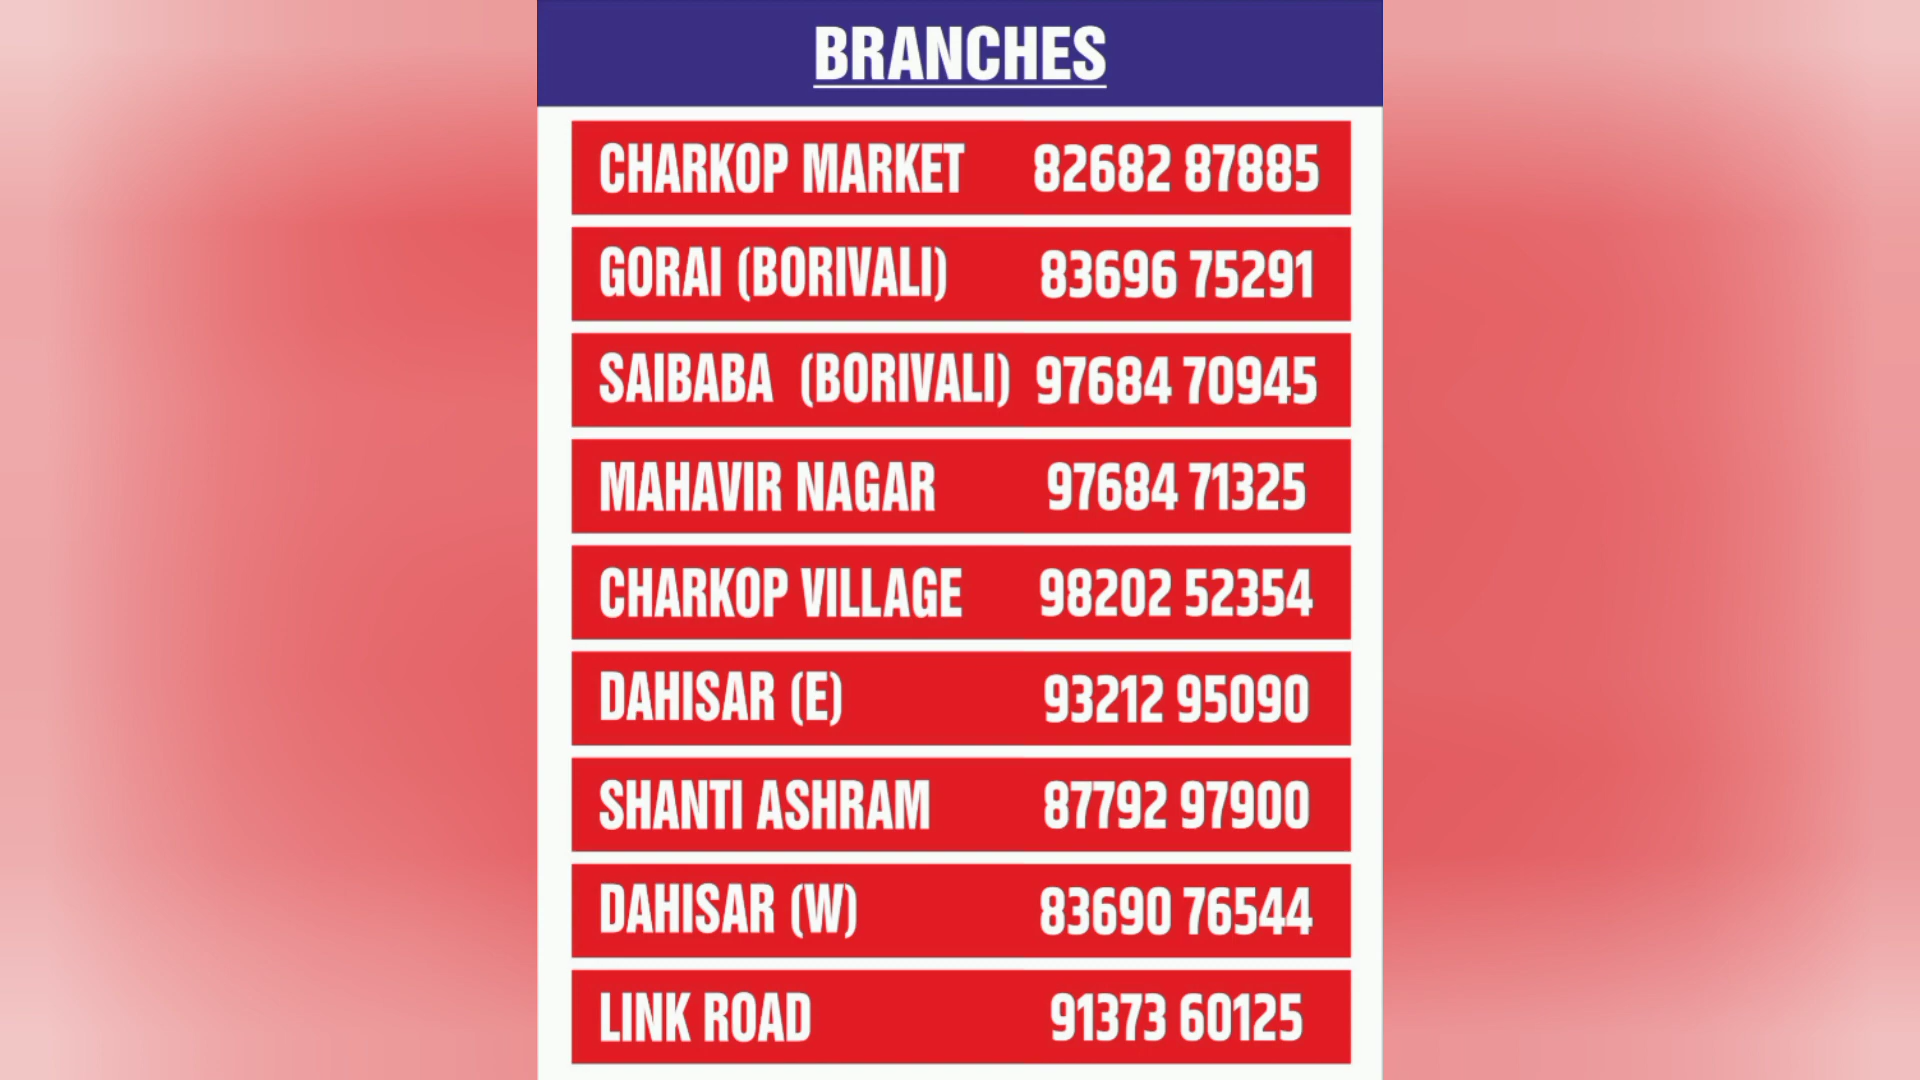 BRANCHES
CHARKOP MARKET 82682 87885
GORAI (BORIVALI) 83696 75291
SAIBABA (BORIVALI) 97684 70945
MAHAVIR NAGAR 97684 71325
CHARKOP VILLAGE 98202 52354
DAHISAR (E) 93212 95090
SHANTI ASHRAM 87792 97900
DAHISAR (W) 83690 76544
LINK ROAD 91373 60125